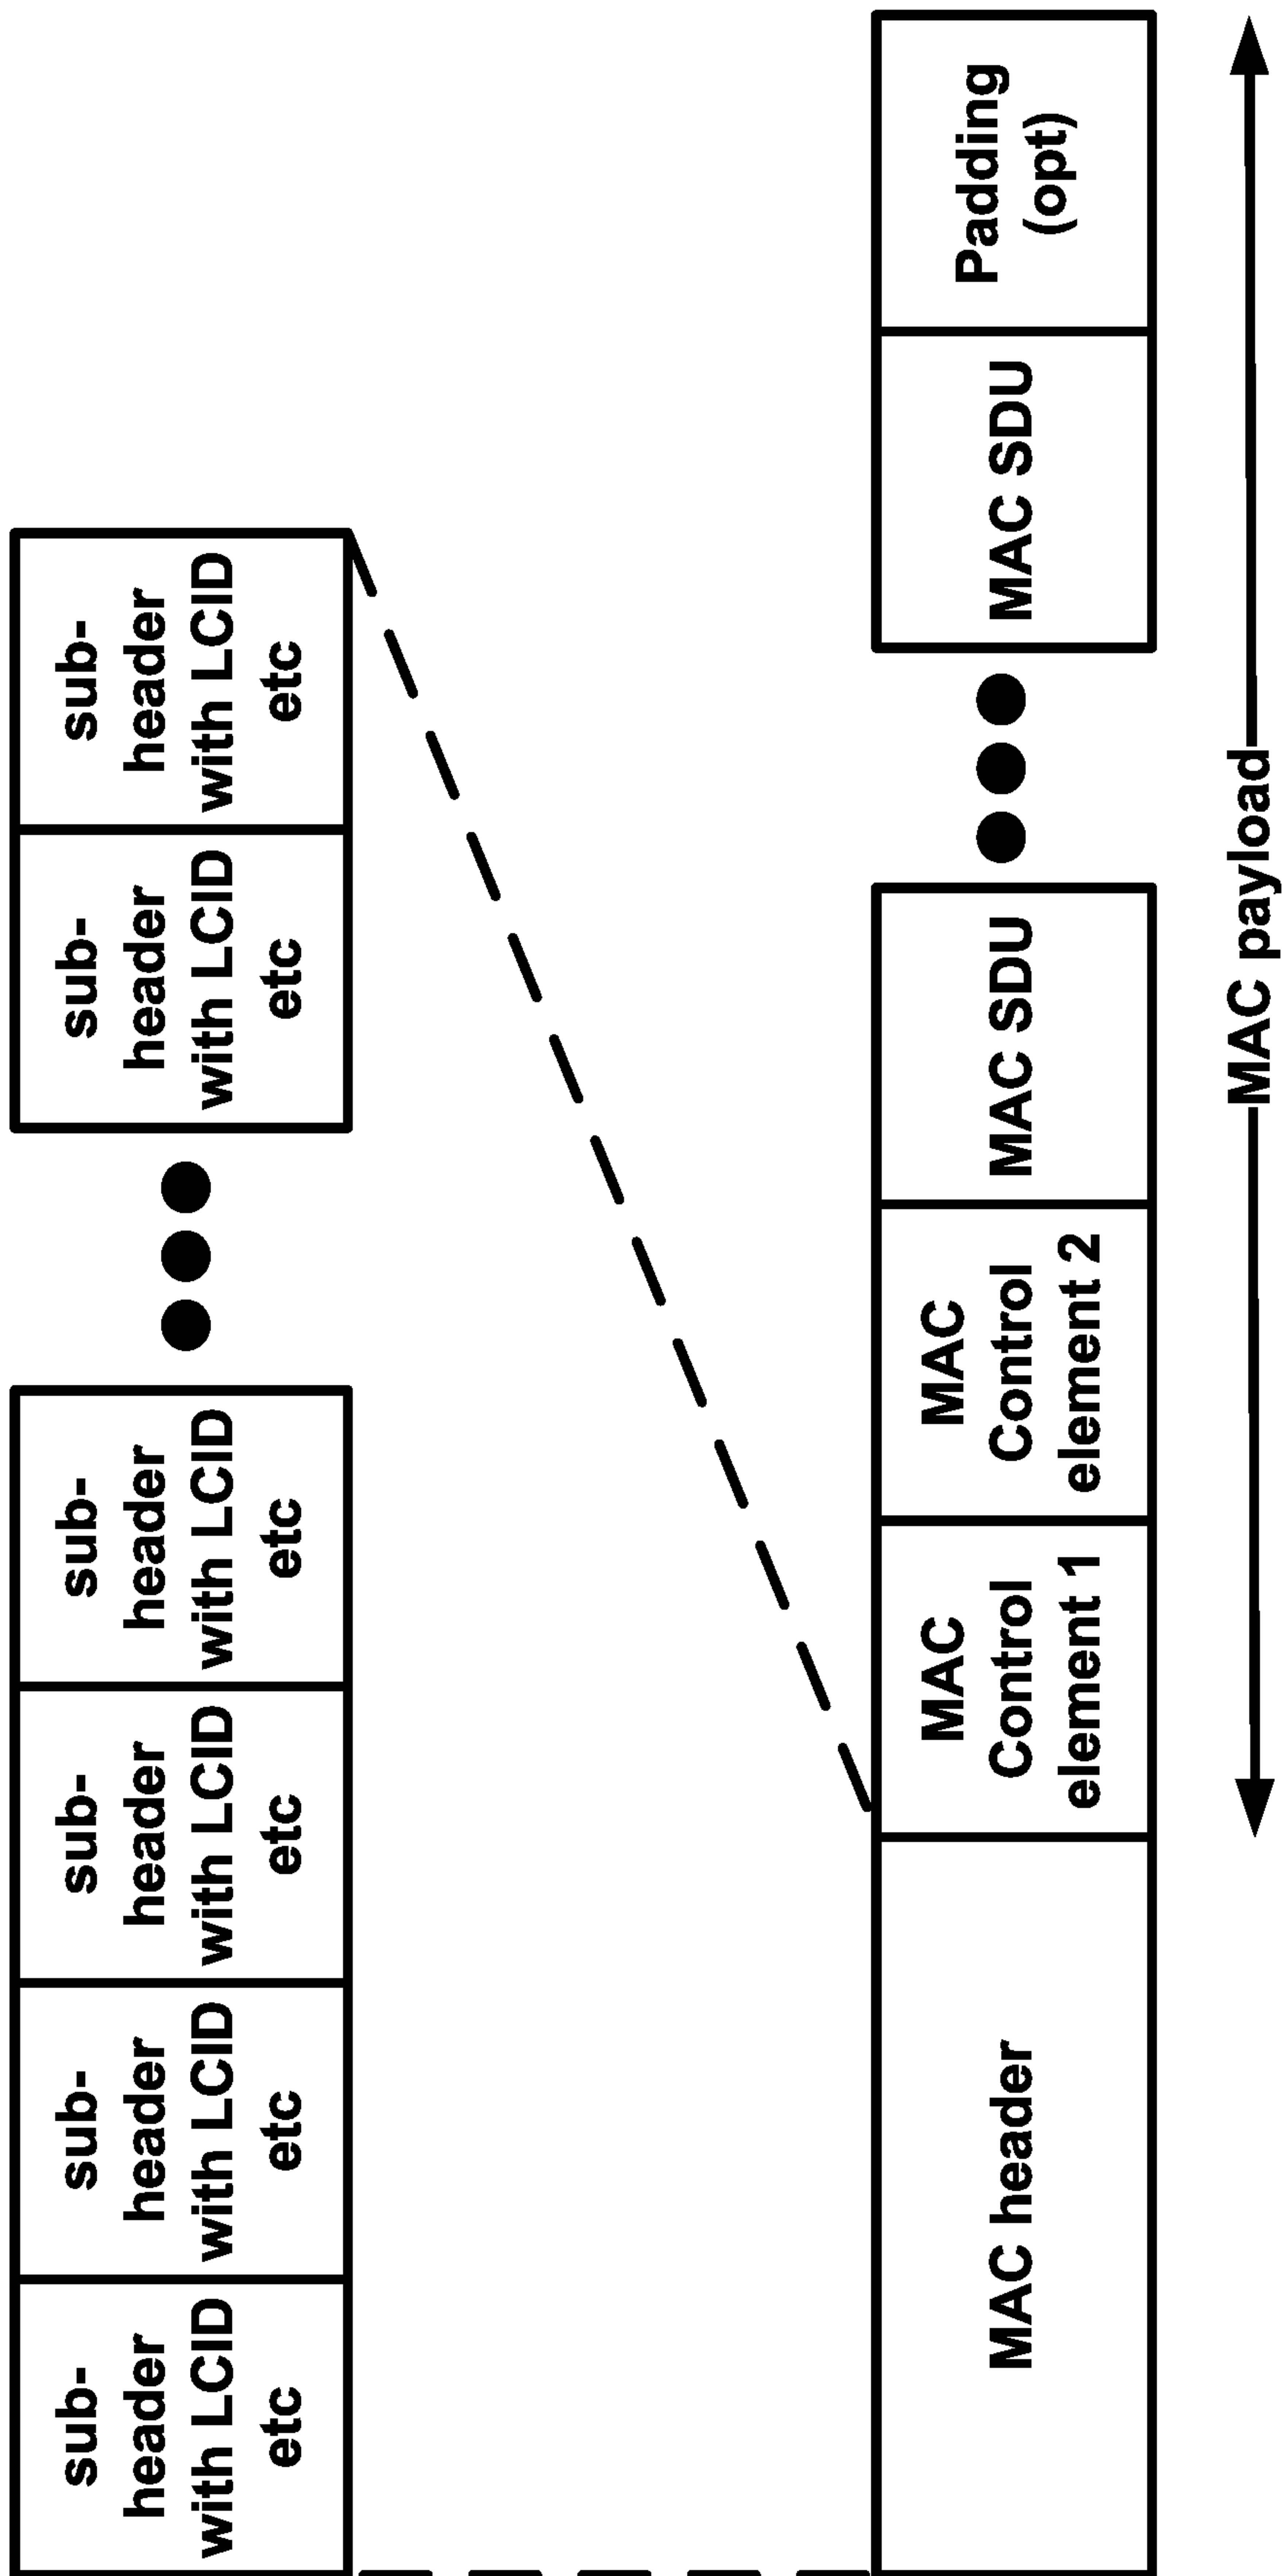 sub-
header
with LCID
etc
sub-
header
with LCID
etc
sub-
header
with LCID
etc
sub-
header
with LCID
etc
sub-
header
with LCID
etc
sub-
header
with LCID
etc
MAC header
MAC
Control
element 1
MAC
Control
element 2
MAC SDU
MAC SDU
Padding
(opt)
MAC payload